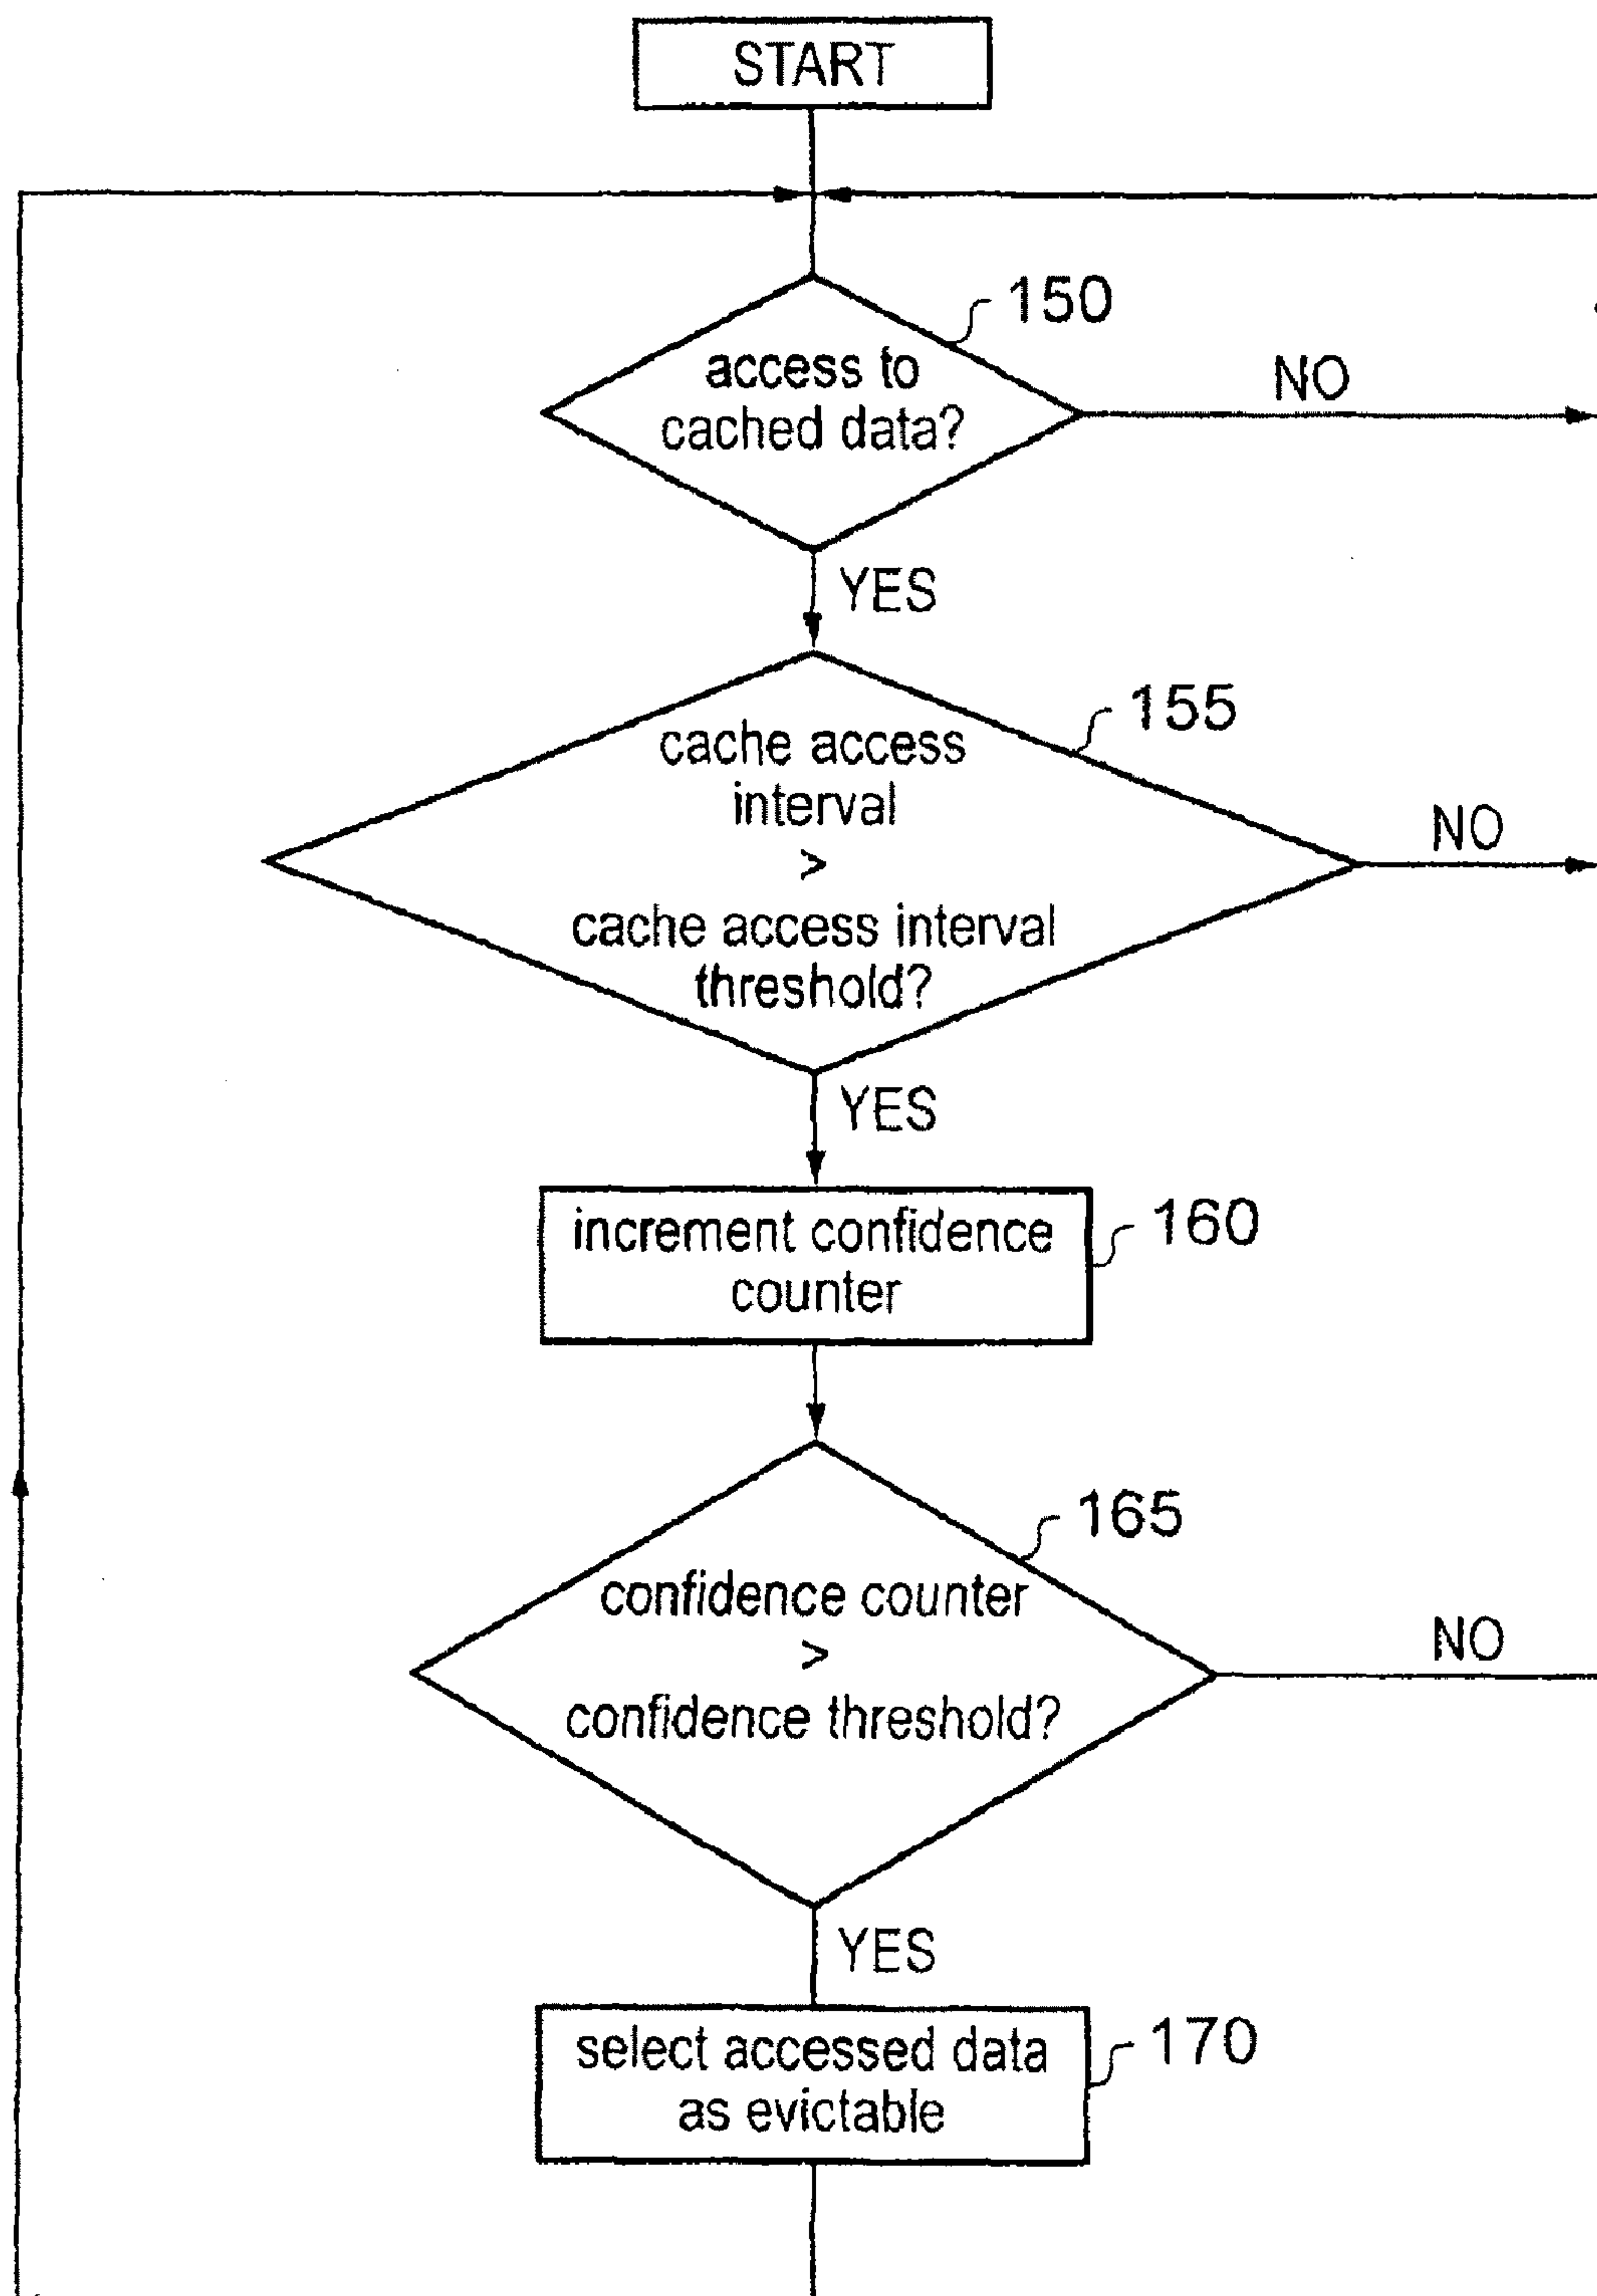 START
150
access to
cached data?
NO
YES
155
cache access
interval
>
cache access interval
threshold?
NO
YES
increment confidence
counter
160
165
confidence counter
>
confidence threshold?
NO
YES
select accessed data
as evictable
170